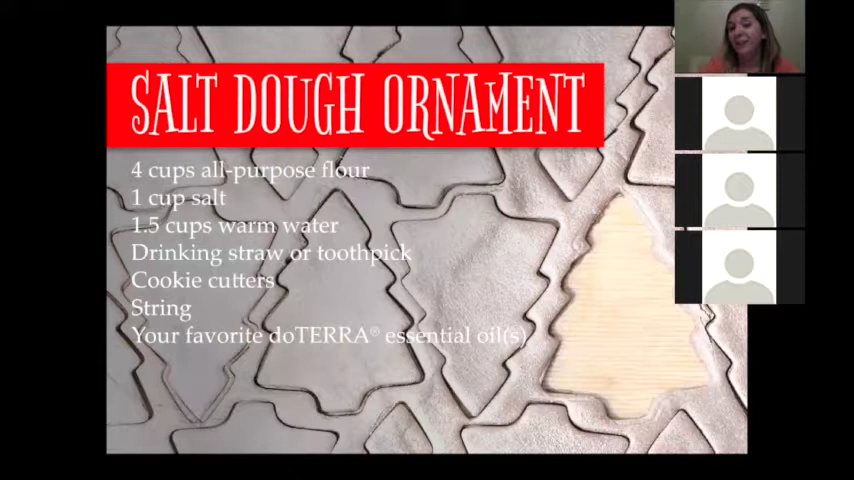 SALT DOUGH ORNAMENT
4 cups all-purpose flour
1 cup salt
1.5 cups warm water
Drinking straw or toothpick
Cookie cutters
String
Your favorite doTERRA® essential oil(s)